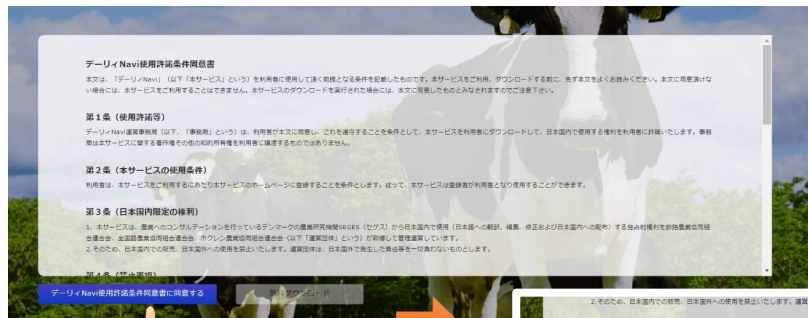 デーリィNavi使用許諾条件同意書
本文は、「デーリィNavi」（以下「本サービス」という）を利用者に使用して頂く前提となる条件を記載したものです。本サービスをご利用、ダウンロードする前に、先ず本文をよくお読みください。本文に同意頂けな
い場合には、本サービスをご利用することはできません。本サービスのダウンロードを実行された場合には、本文に同意したものとみなされますのでご注意下さい。
第１条（使用許諾等）
デーリィNavi運営事務局（以下、「事務局」という）は、利用者が本文に同意し、これを遵守することを条件として、本サービスを利用者にダウンロードして、日本国内で使用する権利を利用者に許諾いたします。事務
局は本サービスに関する著作権その他の知的所有権を利用者に譲渡するものではありません。
第２条（本サービスの使用条件）
利用者は、本サービスをご利用するにあたり本サービスのホームページに登録することを条件とします。従って、本サービスは登録者が利用者となり使用することができます。
第３条（日本国内限定の権利）
1、本サービスは、農業へのコンサルテーションを行っているデンマークの農業研究機関SEGES（セゲス）から日本国内で使用（日本語への翻訳、編集、修正および日本国内への配布）する独占的権利を釧路農業協同組
合連合会、全国酪農業協同組合連合会、ホクレン農業協同組合連合会（以下「運営団体」という）が取得して管理運営しています。
2.そのため、日本国内での販売、日本国外への使用を禁止いたします。運営団体は、日本国外で発生した責任等を一切負わないものとします。
第４条（禁止事項）
デーリィNavi使用許諾条件同意書に同意する
ダウンロード
2.そのため、日本国内での販売、日本国外への使用を禁止いたします。運営